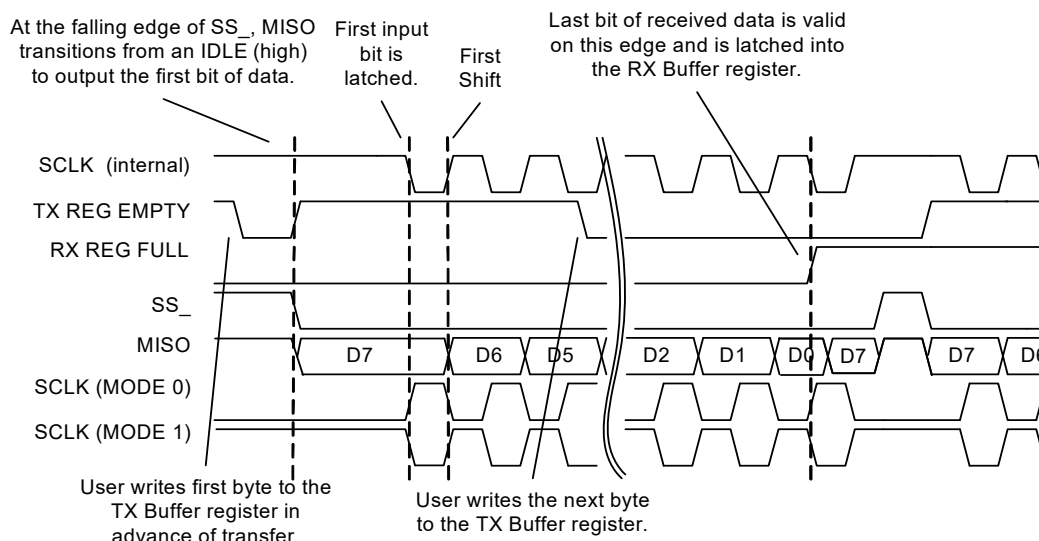 At the falling edge of SS_, MISO
transitions from an IDLE (high)
to output the first bit of data.
First input
bit is
latched.
First
Shift
Last bit of received data is valid
on this edge and is latched into
the RX Buffer register.
SCLK (internal)
TX REG EMPTY
RX REG FULL
SS_
MISO
D7 D6 D5 D2 D1 D0 D7 D7 D6
SCLK (MODE 0)
SCLK (MODE 1)
User writes first byte to the
TX Buffer register in
advance of transfer
User writes the next byte
to the TX Buffer register.